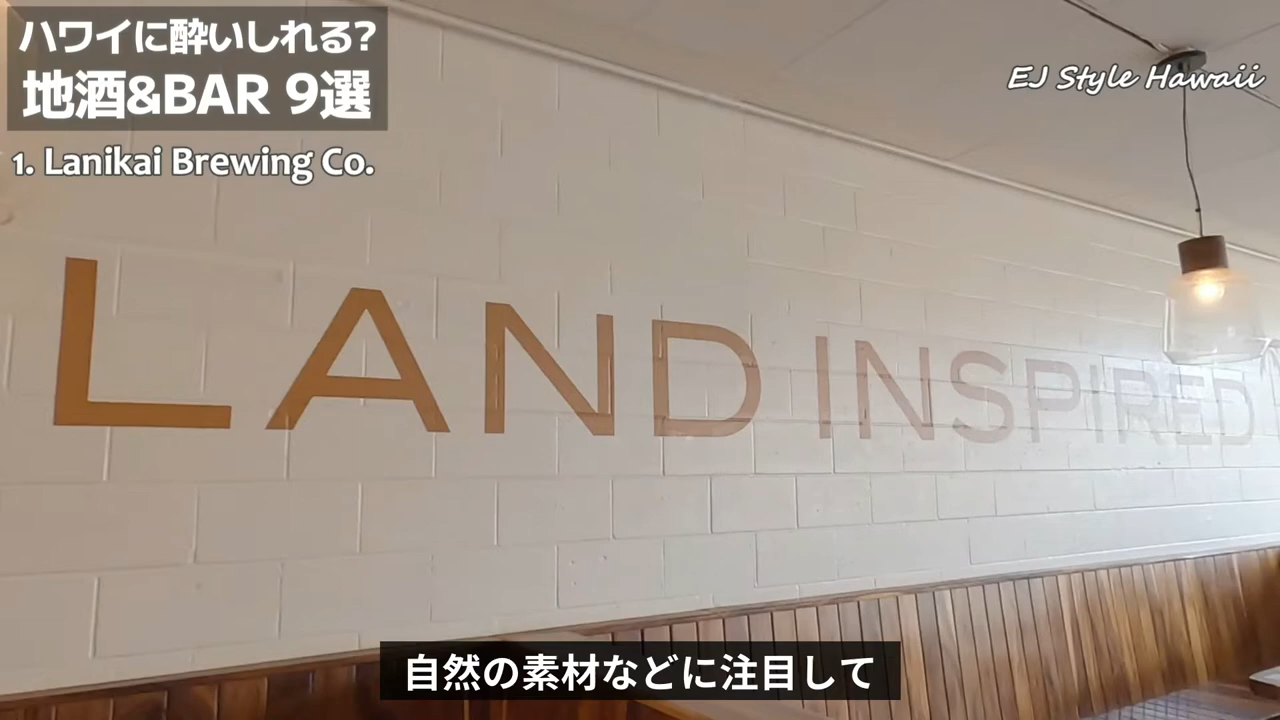 ハワイに酔いしれる?
地酒&BAR 9選
1. Lanikai Brewing Co.
EJ Style Hawaii
LAND INSPIRED
自然の素材などに注目して